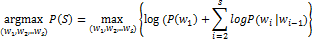 argmax P(S) = max {log (P(w₁) + ∑ logP(wᵢ |wᵢ₋₁)}
(w₁,w₂,..wₛ) (w₁,w₂,..wₛ) i=2 s